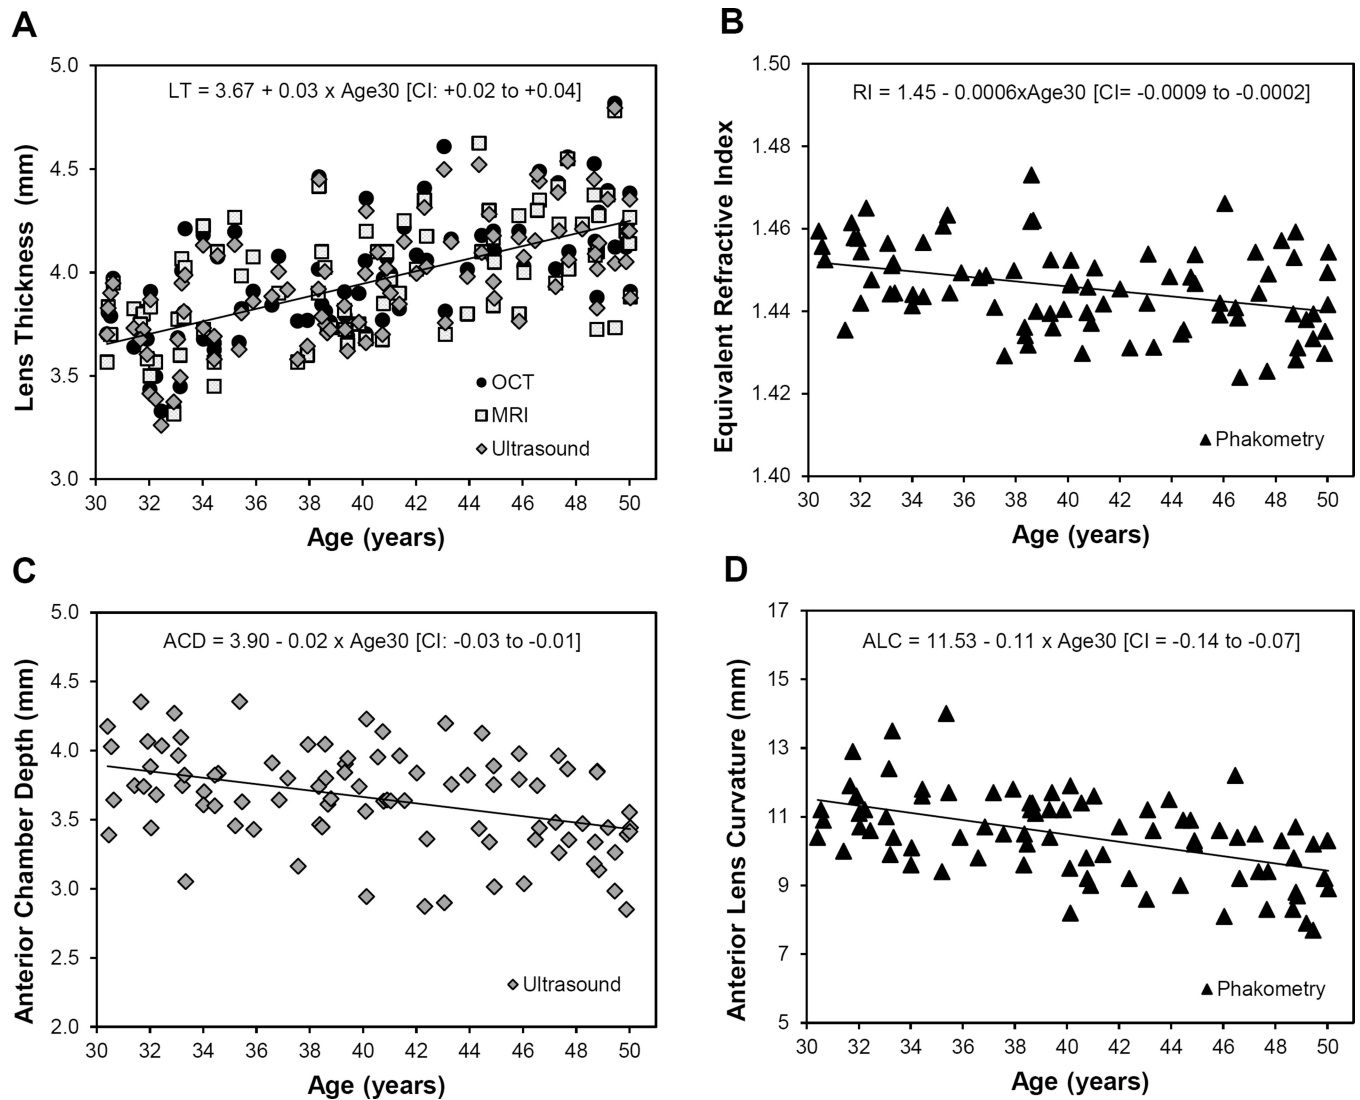 A
LT = 3.67 + 0.03 x Age30 [CI: +0.02 to +0.04]
Lens Thickness (mm)
5.0
4.5
4.0
3.5
3.0
OCT
MRI
Ultrasound
30 32 34 36 38 40 42 44 46 48 50
Age (years)
B
RI = 1.45 - 0.0006xAge30 [CI= -0.0009 to -0.0002]
Equivalent Refractive Index
1.50
1.48
1.46
1.44
1.42
1.40
Phakometry
30 32 34 36 38 40 42 44 46 48 50
Age (years)
C
ACD = 3.90 - 0.02 x Age30 [CI: -0.03 to -0.01]
Anterior Chamber Depth (mm)
5.0
4.5
4.0
3.5
3.0
2.5
2.0
Ultrasound
30 32 34 36 38 40 42 44 46 48 50
Age (years)
D
ALC = 11.53 - 0.11 x Age30 [CI = -0.14 to -0.07]
Anterior Lens Curvature (mm)
17
15
13
11
9
7
5
Phakometry
30 32 34 36 38 40 42 44 46 48 50
Age (years)